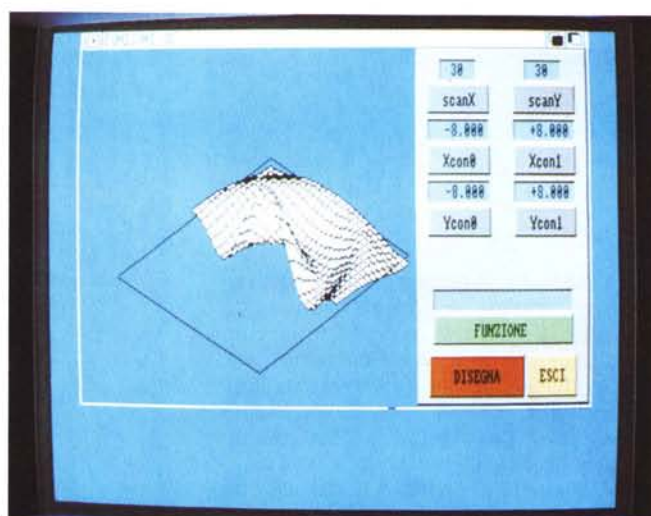 30 30
scanX scanY
-8.000 +8.000
Xcon0 Xcon1
-8.000 +8.000
Ycon0 Ycon1
FUNZIONE
DISEGNA ESCI